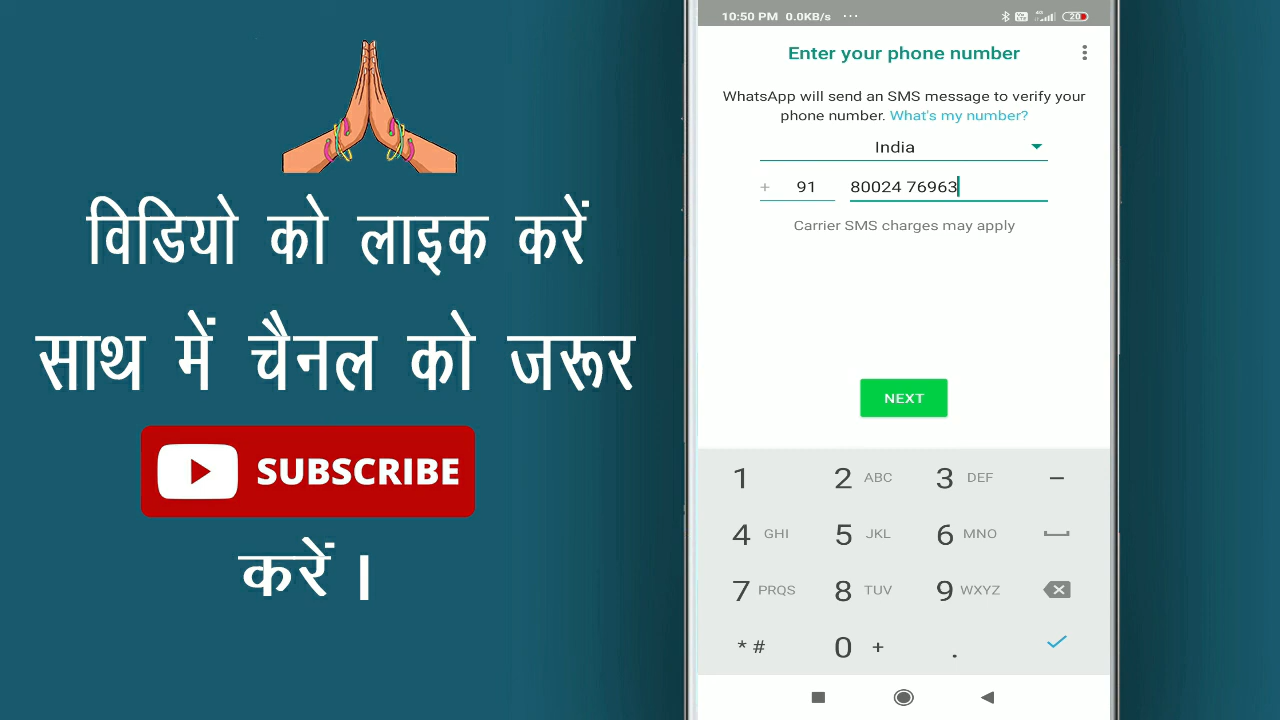 विडियो को लाइक करें
साथ में चैनल को जरूर
SUBSCRIBE
करें ।
10:50 PM 0.0KB/s ...
4G
20
Enter your phone number
WhatsApp will send an SMS message to verify your
phone number. What's my number?
India
+ 91 80024 76963
Carrier SMS charges may apply
NEXT
1 2 ABC 3 DEF –
4 GHI 5 JKL 6 MNO
7 PRQS 8 TUV 9 WXYZ
* # 0 + .